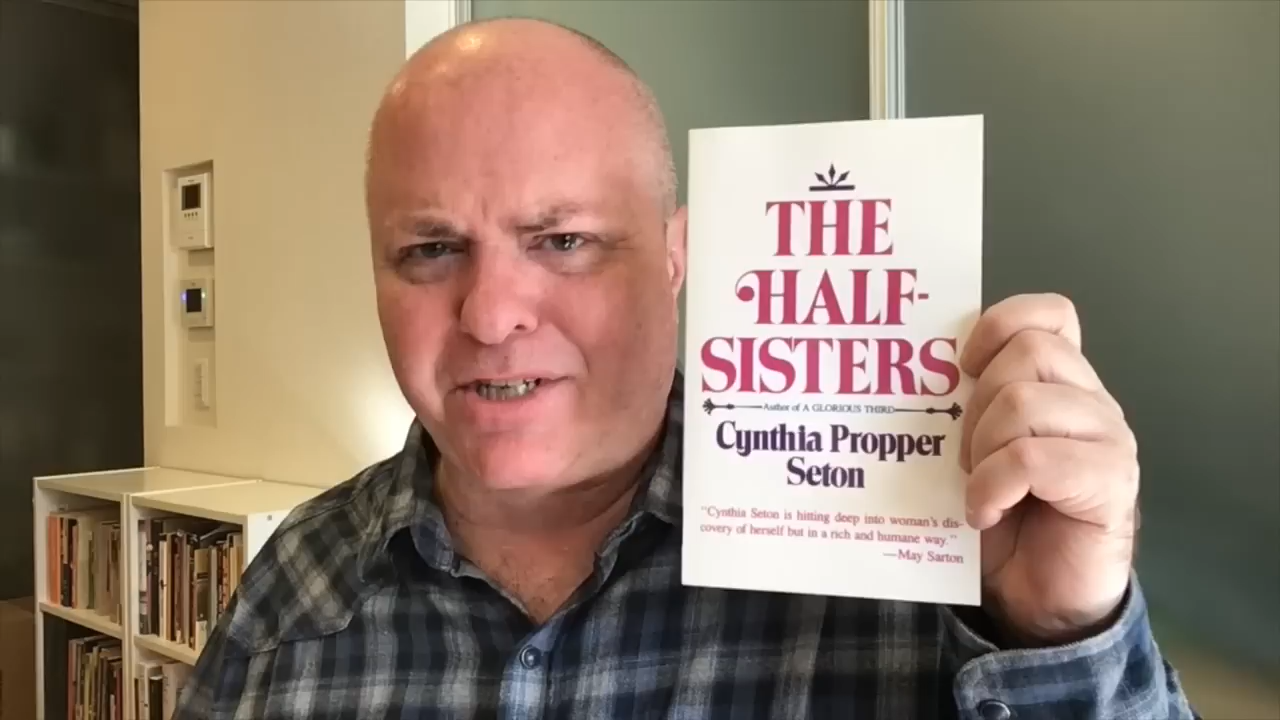 THE
HALF-
SISTERS
Author of A GLORIOUS THIRD
Cynthia Propper
Seton
"Cynthia Seton is hitting deep into woman's dis-
covery of herself but in a rich and humane way."
—May Sarton